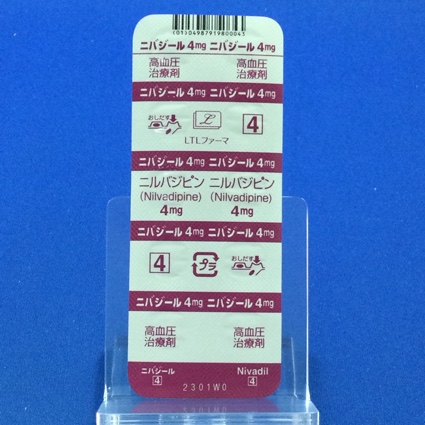 (01)04987919800043
ニバジール 4mg ニバジール 4mg
高血圧 高血圧
治療剤 治療剤
ニバジール 4mg ニバジール 4mg
おしだす L 4
LTLファーマ
ニバジール 4mg ニバジール 4mg
ニルバジピン ニルバジピン
(Nilvadipine) (Nilvadipine)
4mg 4mg
ニバジール 4mg ニバジール 4mg
4 プラ おしだす
ニバジール 4mg ニバジール 4mg
高血圧 高血圧
治療剤 治療剤
ニバジール Nivadil
4 4
2301W0